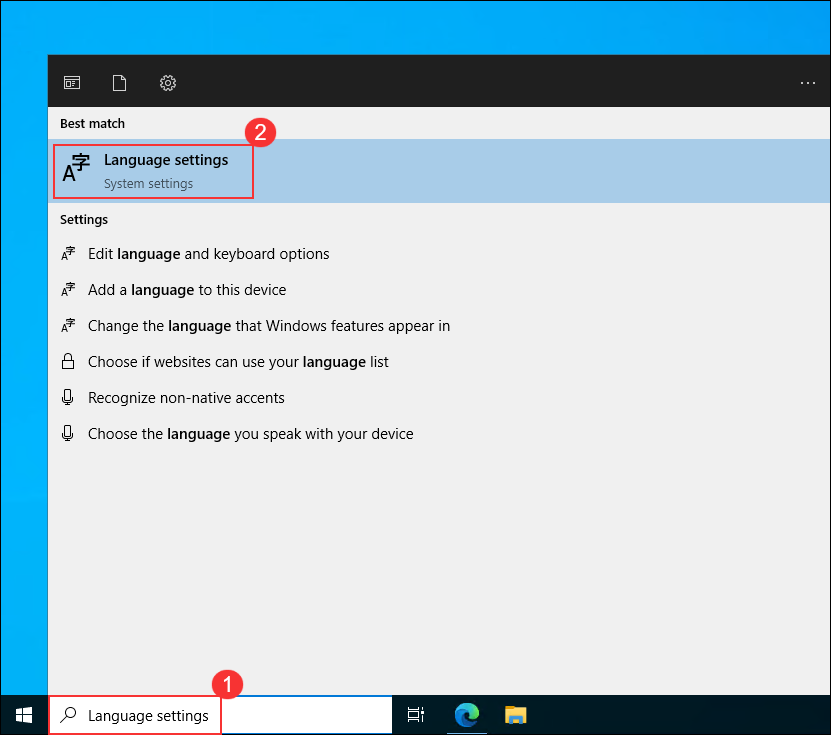 Best match
2
Language settings
System settings
Settings
Edit language and keyboard options
Add a language to this device
Change the language that Windows features appear in
Choose if websites can use your language list
Recognize non-native accents
Choose the language you speak with your device
1
Language settings